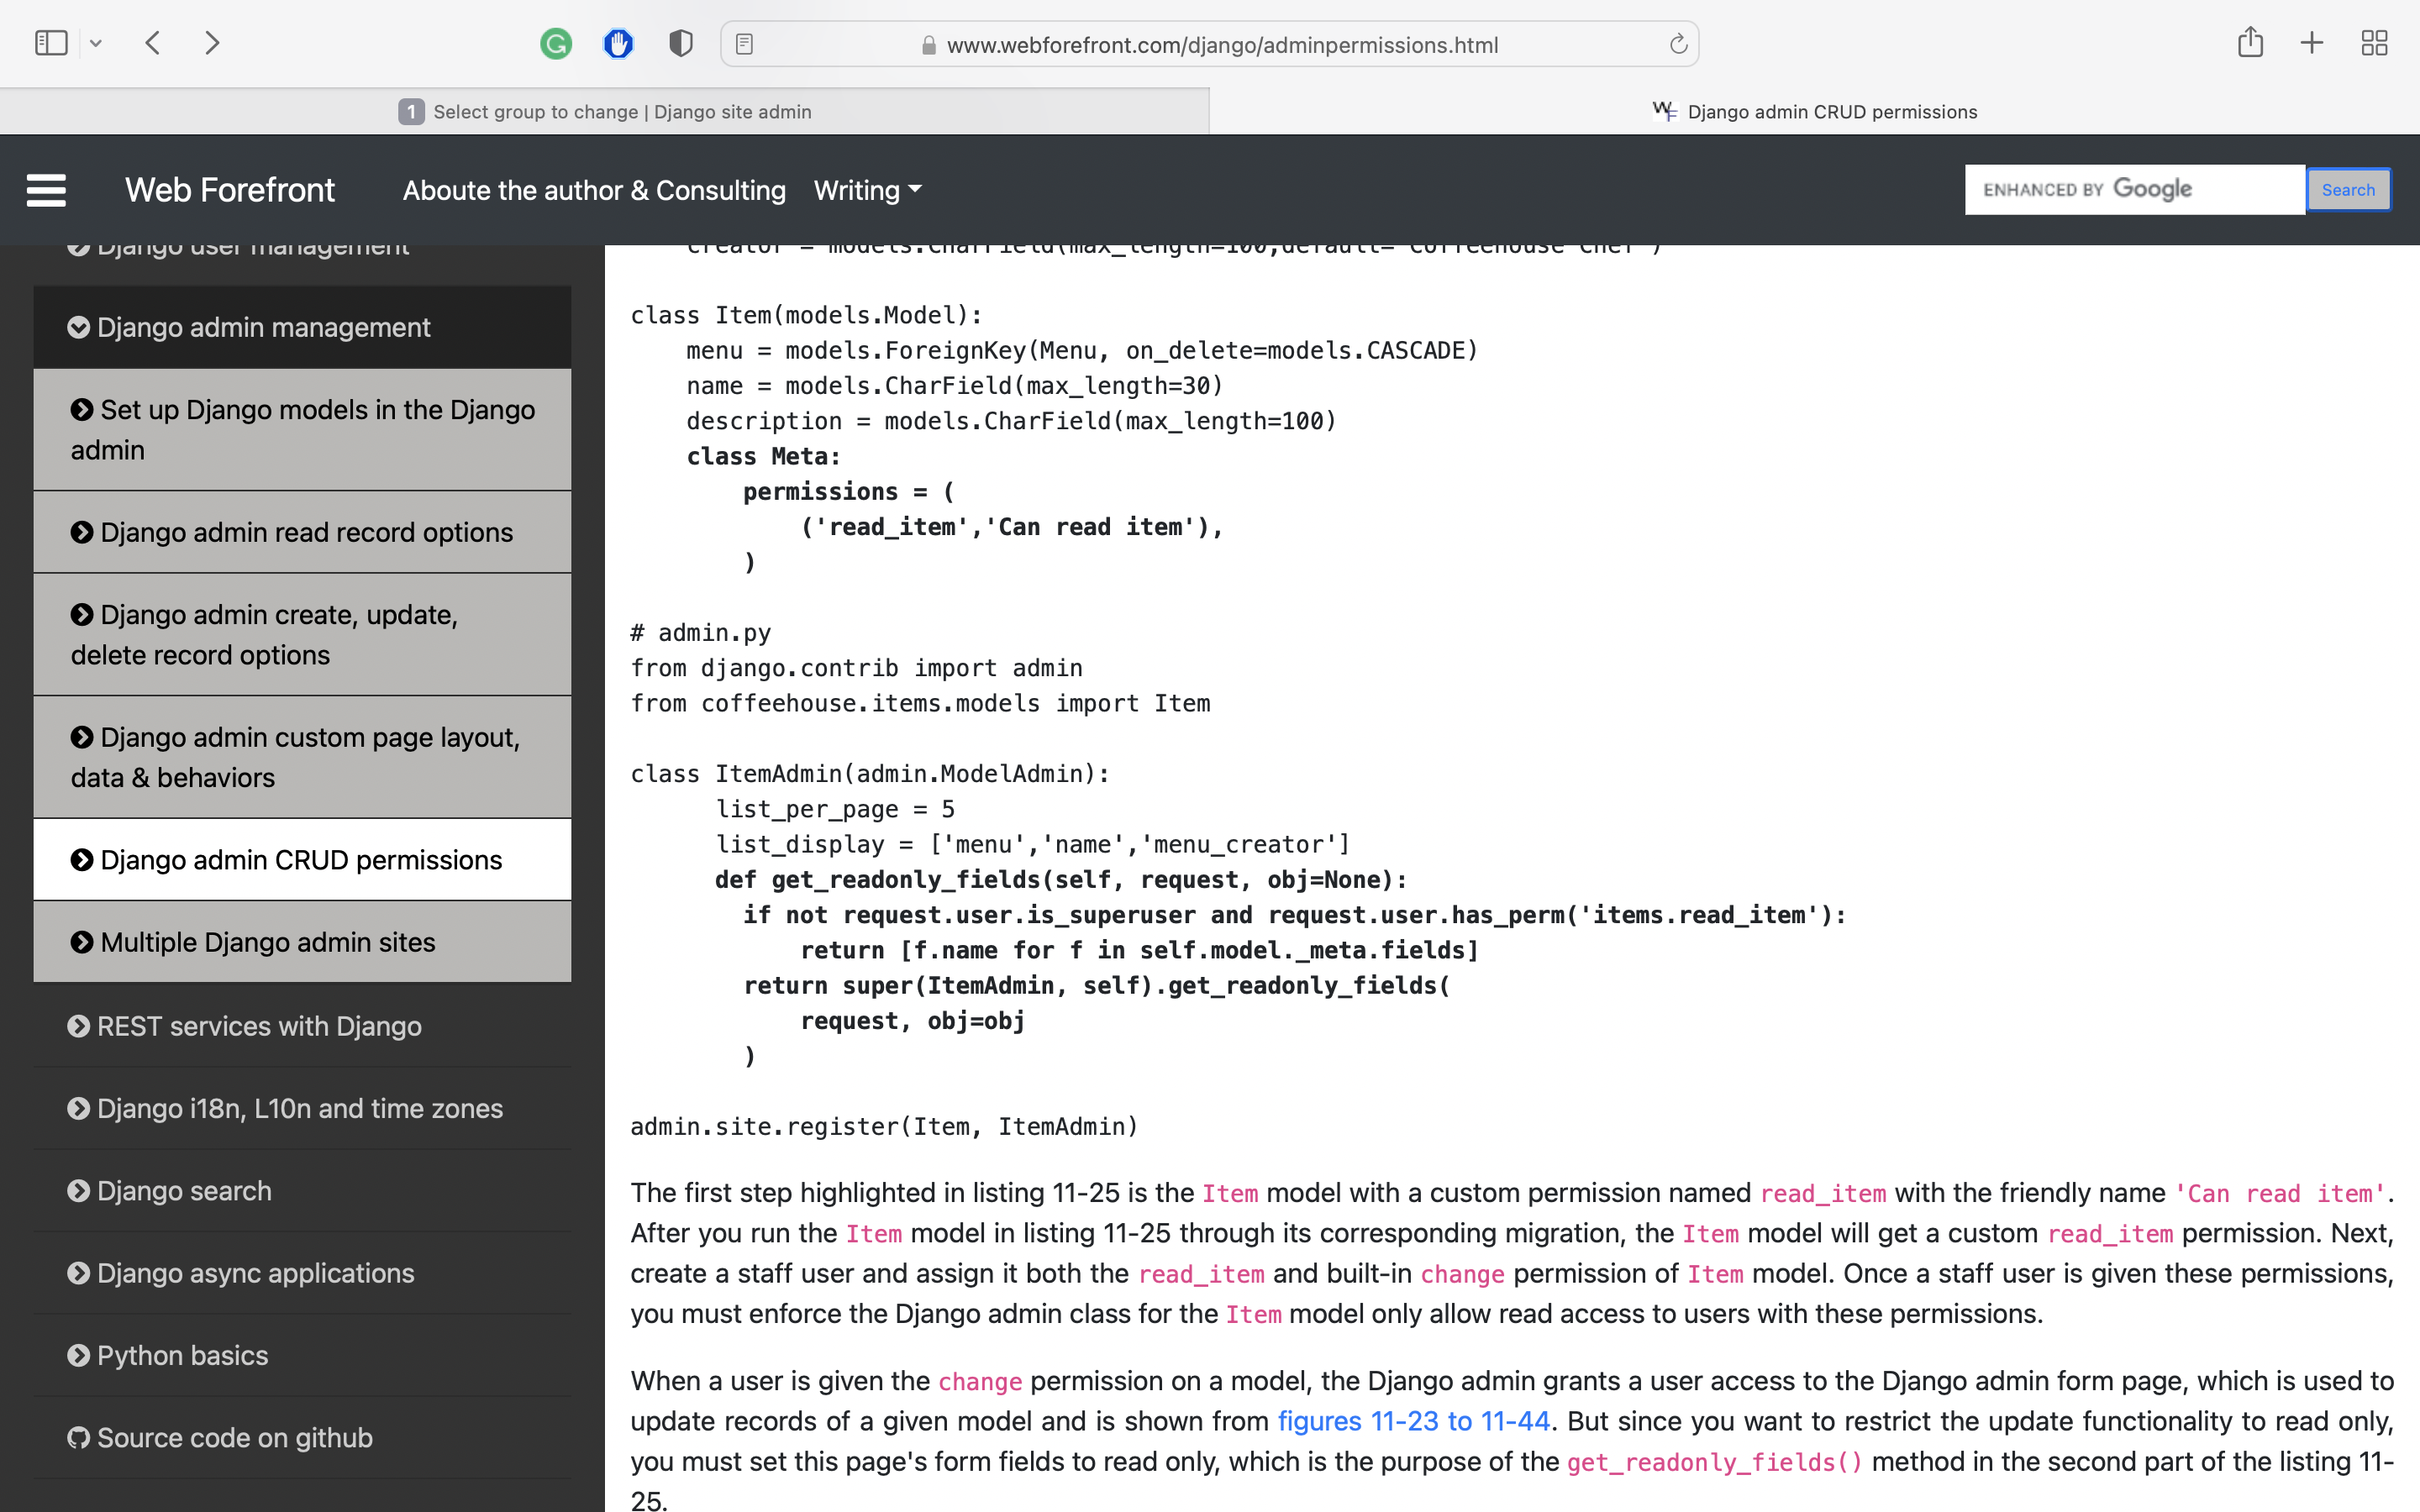 www.webforefront.com/django/adminpermissions.html
1 Select group to change | Django site admin
Django admin CRUD permissions
Web Forefront
Aboute the author & Consulting
Writing
ENHANCED BY Google
Search
Django user management
Django admin management
Set up Django models in the Django
admin
Django admin read record options
Django admin create, update,
delete record options
Django admin custom page layout,
data & behaviors
Django admin CRUD permissions
Multiple Django admin sites
REST services with Django
Django i18n, L10n and time zones
Django search
Django async applications
Python basics
Source code on github
creator = models.CharField(max_length=100,default='Coffeehouse Chef')
class Item(models.Model):
    menu = models.ForeignKey(Menu, on_delete=models.CASCADE)
    name = models.CharField(max_length=30)
    description = models.CharField(max_length=100)
    class Meta:
        permissions = (
            ('read_item','Can read item'),
        )
# admin.py
from django.contrib import admin
from coffeehouse.items.models import Item
class ItemAdmin(admin.ModelAdmin):
      list_per_page = 5
      list_display = ['menu','name','menu_creator']
      def get_readonly_fields(self, request, obj=None):
        if not request.user.is_superuser and request.user.has_perm('items.read_item'):
            return [f.name for f in self.model._meta.fields]
        return super(ItemAdmin, self).get_readonly_fields(
            request, obj=obj
        )
admin.site.register(Item, ItemAdmin)
The first step highlighted in listing 11-25 is the Item model with a custom permission named read_item with the friendly name 'Can read item'.
After you run the Item model in listing 11-25 through its corresponding migration, the Item model will get a custom read_item permission. Next,
create a staff user and assign it both the read_item and built-in change permission of Item model. Once a staff user is given these permissions,
you must enforce the Django admin class for the Item model only allow read access to users with these permissions.
When a user is given the change permission on a model, the Django admin grants a user access to the Django admin form page, which is used to
update records of a given model and is shown from figures 11-23 to 11-44. But since you want to restrict the update functionality to read only,
you must set this page's form fields to read only, which is the purpose of the get_readonly_fields() method in the second part of the listing 11-
25.